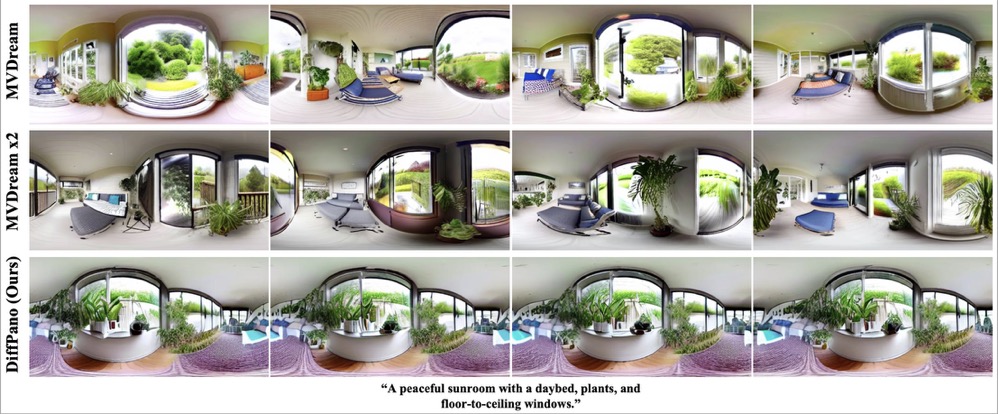 MVDream
MVDream x2
DiffPano (Ours)
“A peaceful sunroom with a daybed, plants, and
floor-to-ceiling windows.”